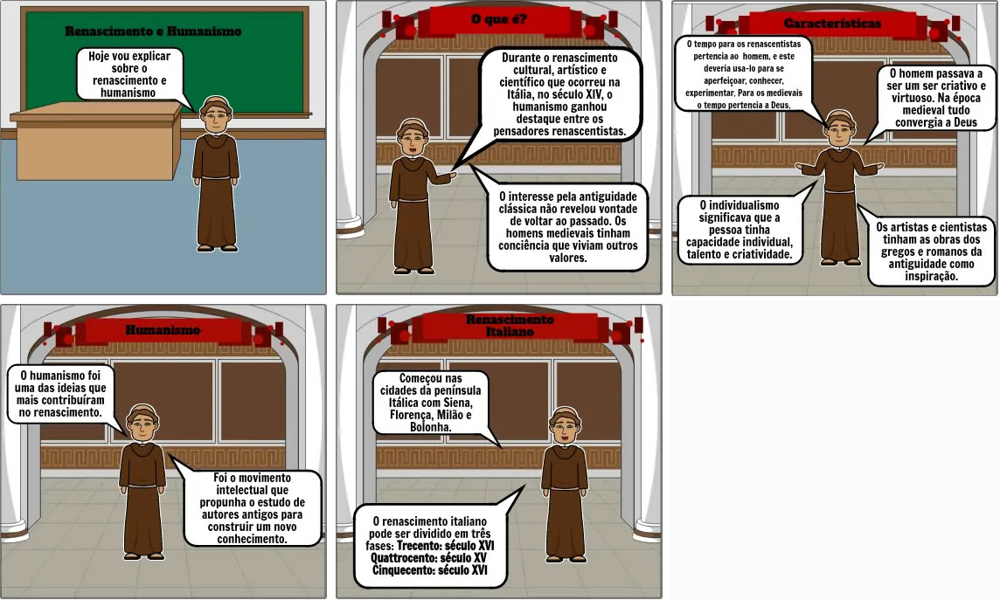 Renascimento e Humanismo
Hoje vou explicar
sobre o
renascimento e
humanismo
O que é?
Durante o renascimento
cultural, artístico e
científico que ocorreu na
Itália, no século XIV, o
humanismo ganhou
destaque entre os
pensadores renascentistas.
O interesse pela antiguidade
clássica não revelou vontade
de voltar ao passado. Os
homens medievais tinham
conciência que viviam outros
valores.
Características
O tempo para os renascentistas
pertencia ao homem, e este
deveria usa-lo para se
aperfeiçoar, conhecer,
experimentar. Para os medievais
o tempo pertencia a Deus.
O homem passava a
ser um ser criativo e
virtuoso. Na época
medieval tudo
convergia a Deus
O individualismo
significava que a
pessoa tinha
capacidade individual,
talento e criatividade.
Os artistas e cientistas
tinham as obras dos
gregos e romanos da
antiguidade como
inspiração.
Humanismo
O humanismo foi
uma das ideias que
mais contribuíram
no renascimento.
Foi o movimento
intelectual que
propunha o estudo de
autores antigos para
construir um novo
conhecimento.
Renascimento
Italiano
Começou nas
cidades da península
Itálica com Siena,
Florença, Milão e
Bolonha.
O renascimento italiano
pode ser dividido em três
fases: Trecento: século XVI
Quattrocento: século XV
Cinquecento: século XVI